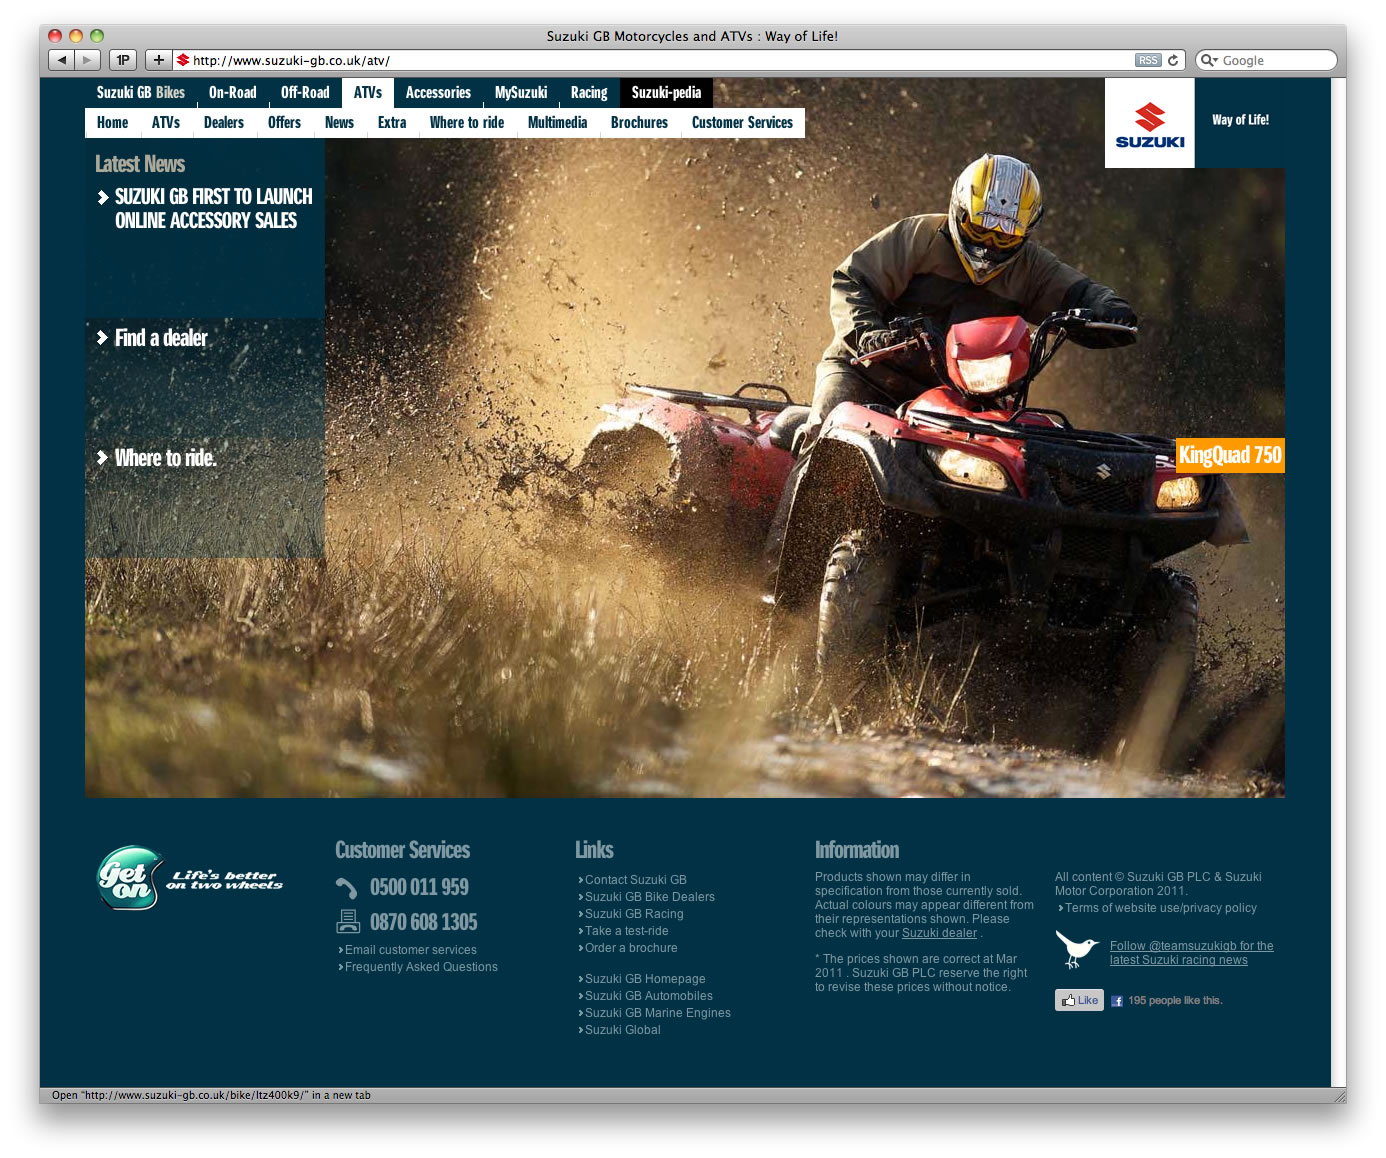 Suzuki GB Motorcycles and ATVs : Way of Life!
1P
+
http://www.suzuki-gb.co.uk/atv/
RSS
Google
Suzuki GB Bikes On-Road Off-Road ATVs Accessories MySuzuki Racing Suzuki-pedia
Home ATVs Dealers Offers News Extra Where to ride Multimedia Brochures Customer Services
SUZUKI
Way of Life!
Latest News
SUZUKI GB FIRST TO LAUNCH
ONLINE ACCESSORY SALES
Find a dealer
Where to ride.
KingQuad 750
Get
on
Life's better
on two wheels
Customer Services
0500 011 959
0870 608 1305
Email customer services
Frequently Asked Questions
Links
Contact Suzuki GB
Suzuki GB Bike Dealers
Suzuki GB Racing
Take a test-ride
Order a brochure
Suzuki GB Homepage
Suzuki GB Automobiles
Suzuki GB Marine Engines
Suzuki Global
Information
Products shown may differ in
specification from those currently sold.
Actual colours may appear different from
their representations shown. Please
check with your Suzuki dealer .
* The prices shown are correct at Mar
2011 . Suzuki GB PLC reserve the right
to revise these prices without notice.
All content © Suzuki GB PLC & Suzuki
Motor Corporation 2011.
Terms of website use/privacy policy
Follow @teamsuzukigb for the
latest Suzuki racing news
Like
f
195 people like this.
Open "http://www.suzuki-gb.co.uk/bike/ltz400k9/" in a new tab